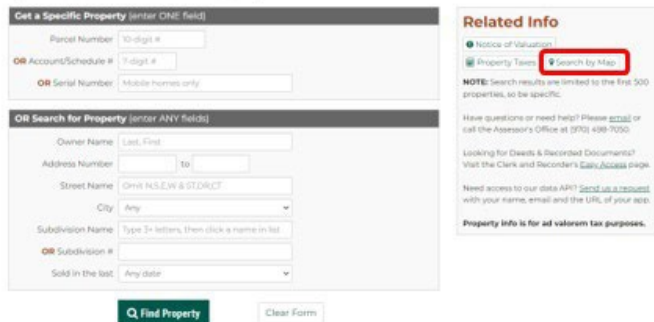 Get a Specific Property (enter ONE field)
Parcel Number 10-digit #
OR Account/Schedule # 7-digit #
OR Serial Number Mobile homes only
OR Search for Property (enter ANY fields)
Owner Name Last, First
Address Number to
Street Name Omit N,S,E,W & ST,DR,CT
City Any
Subdivision Name Type 3+ letters, then click a name in list
OR Subdivision #
Sold in the last Any date
Find Property Clear Form
Related Info
Notice of Valuation
Property Taxes Search by Map
NOTE: Search results are limited to the first 500
properties, so be specific.
Have questions or need help? Please email or
call the Assessor's Office at (970) 498-7050.
Looking for Deeds & Recorded Documents?
Visit the Clerk and Recorder's Easy Access page.
Need access to our data API? Send us a request
with your name, email and the URL of your app.
Property info is for ad valorem tax purposes.